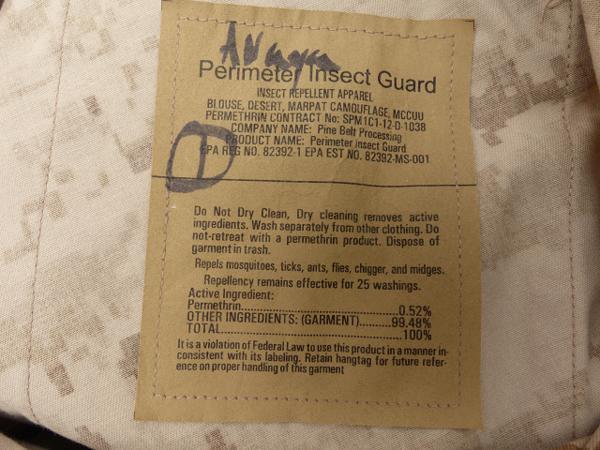 Perimeter Insect Guard
INSECT REPELLENT APPAREL
BLOUSE, DESERT, MARPAT CAMOUFLAGE, MCCUU
PERMETHRIN CONTRACT No: SPM1C1-12-D-1038
COMPANY NAME: Pine Belt Processing
PRODUCT NAME: Perimeter Insect Guard
EPA REG NO. 82392-1 EPA EST NO. 82392-MS-001
Do Not Dry Clean, Dry cleaning removes active
ingredients. Wash separately from other clothing. Do
not-retreat with a permethrin product. Dispose of
garment in trash.
Repels mosquitoes, ticks, ants, flies, chigger, and midges.
Repellency remains effective for 25 washings.
Active Ingredient:
Permethrin..............................0.52%
OTHER INGREDIENTS: (GARMENT).......99.48%
TOTAL....................................100%
It is a violation of Federal Law to use this product in a manner in-
consistent with its labeling. Retain hangtag for future refer-
ence on proper handling of this garment